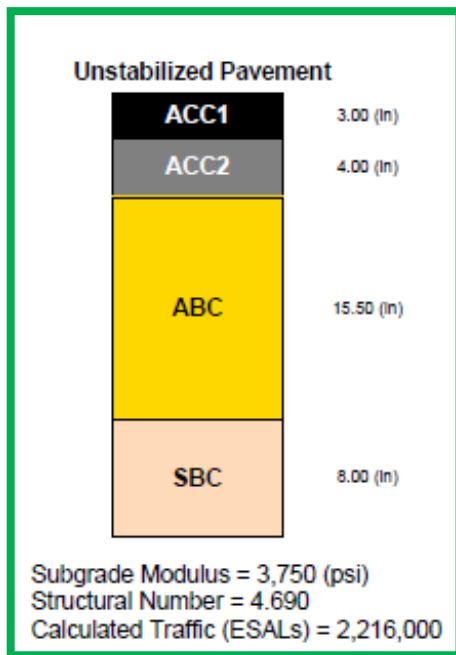 Unstabilized Pavement
ACC1 3.00 (in)
ACC2 4.00 (in)
ABC 15.50 (in)
SBC 8.00 (in)
Subgrade Modulus = 3,750 (psi)
Structural Number = 4.690
Calculated Traffic (ESALs) = 2,216,000